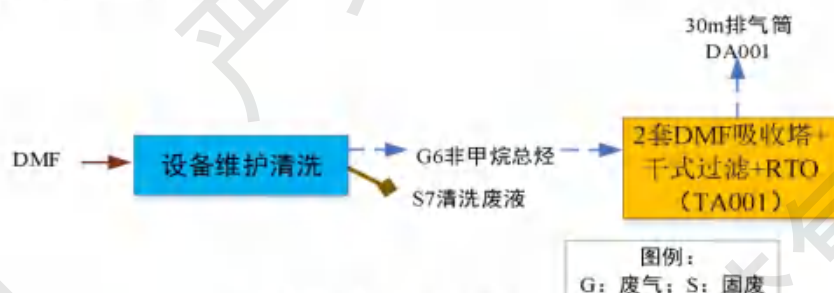 30m排气筒
DA001
DMF
设备维护清洗
G6非甲烷总烃
S7清洗废液
2套DMF吸收塔+
干式过滤+RTO
（TA001）
图例：
G：废气；S：固废